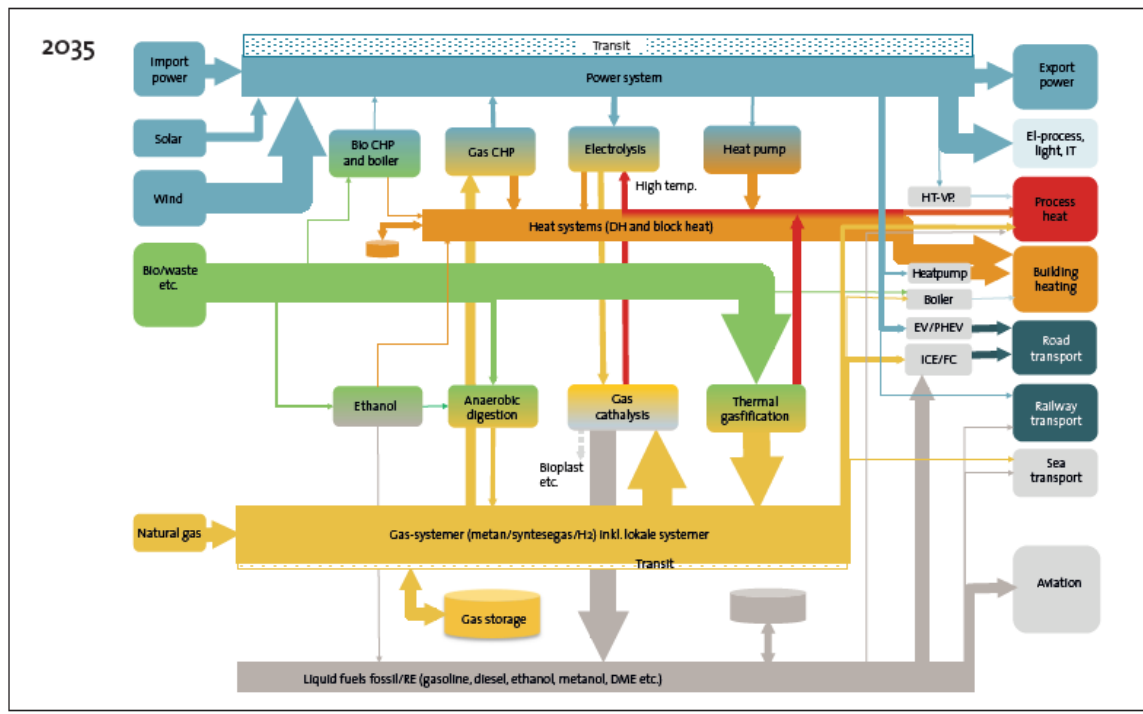 2035
Transit
Import
power
Power system
Export
power
Solar
Bio CHP
and boiler
Gas CHP
Electrolysis
Heat pump
El-process,
light, IT
Wind
High temp.
HT-VP.
Process
heat
Heat systems (DH and block heat)
Bio/waste
etc.
Heatpump
Building
heating
Boiler
EV/PHEV
Road
transport
ICE/FC
Ethanol
Anaerobic
digestion
Gas
cathalysis
Thermal
gasfification
Railway
transport
Bioplast
etc.
Sea
transport
Natural gas
Gas-systemer (metan/syntesegas/H2) inkl. lokale systemer
Transit
Aviation
Gas storage
Liquid fuels fossil/RE (gasoline, diesel, ethanol, metanol, DME etc.)